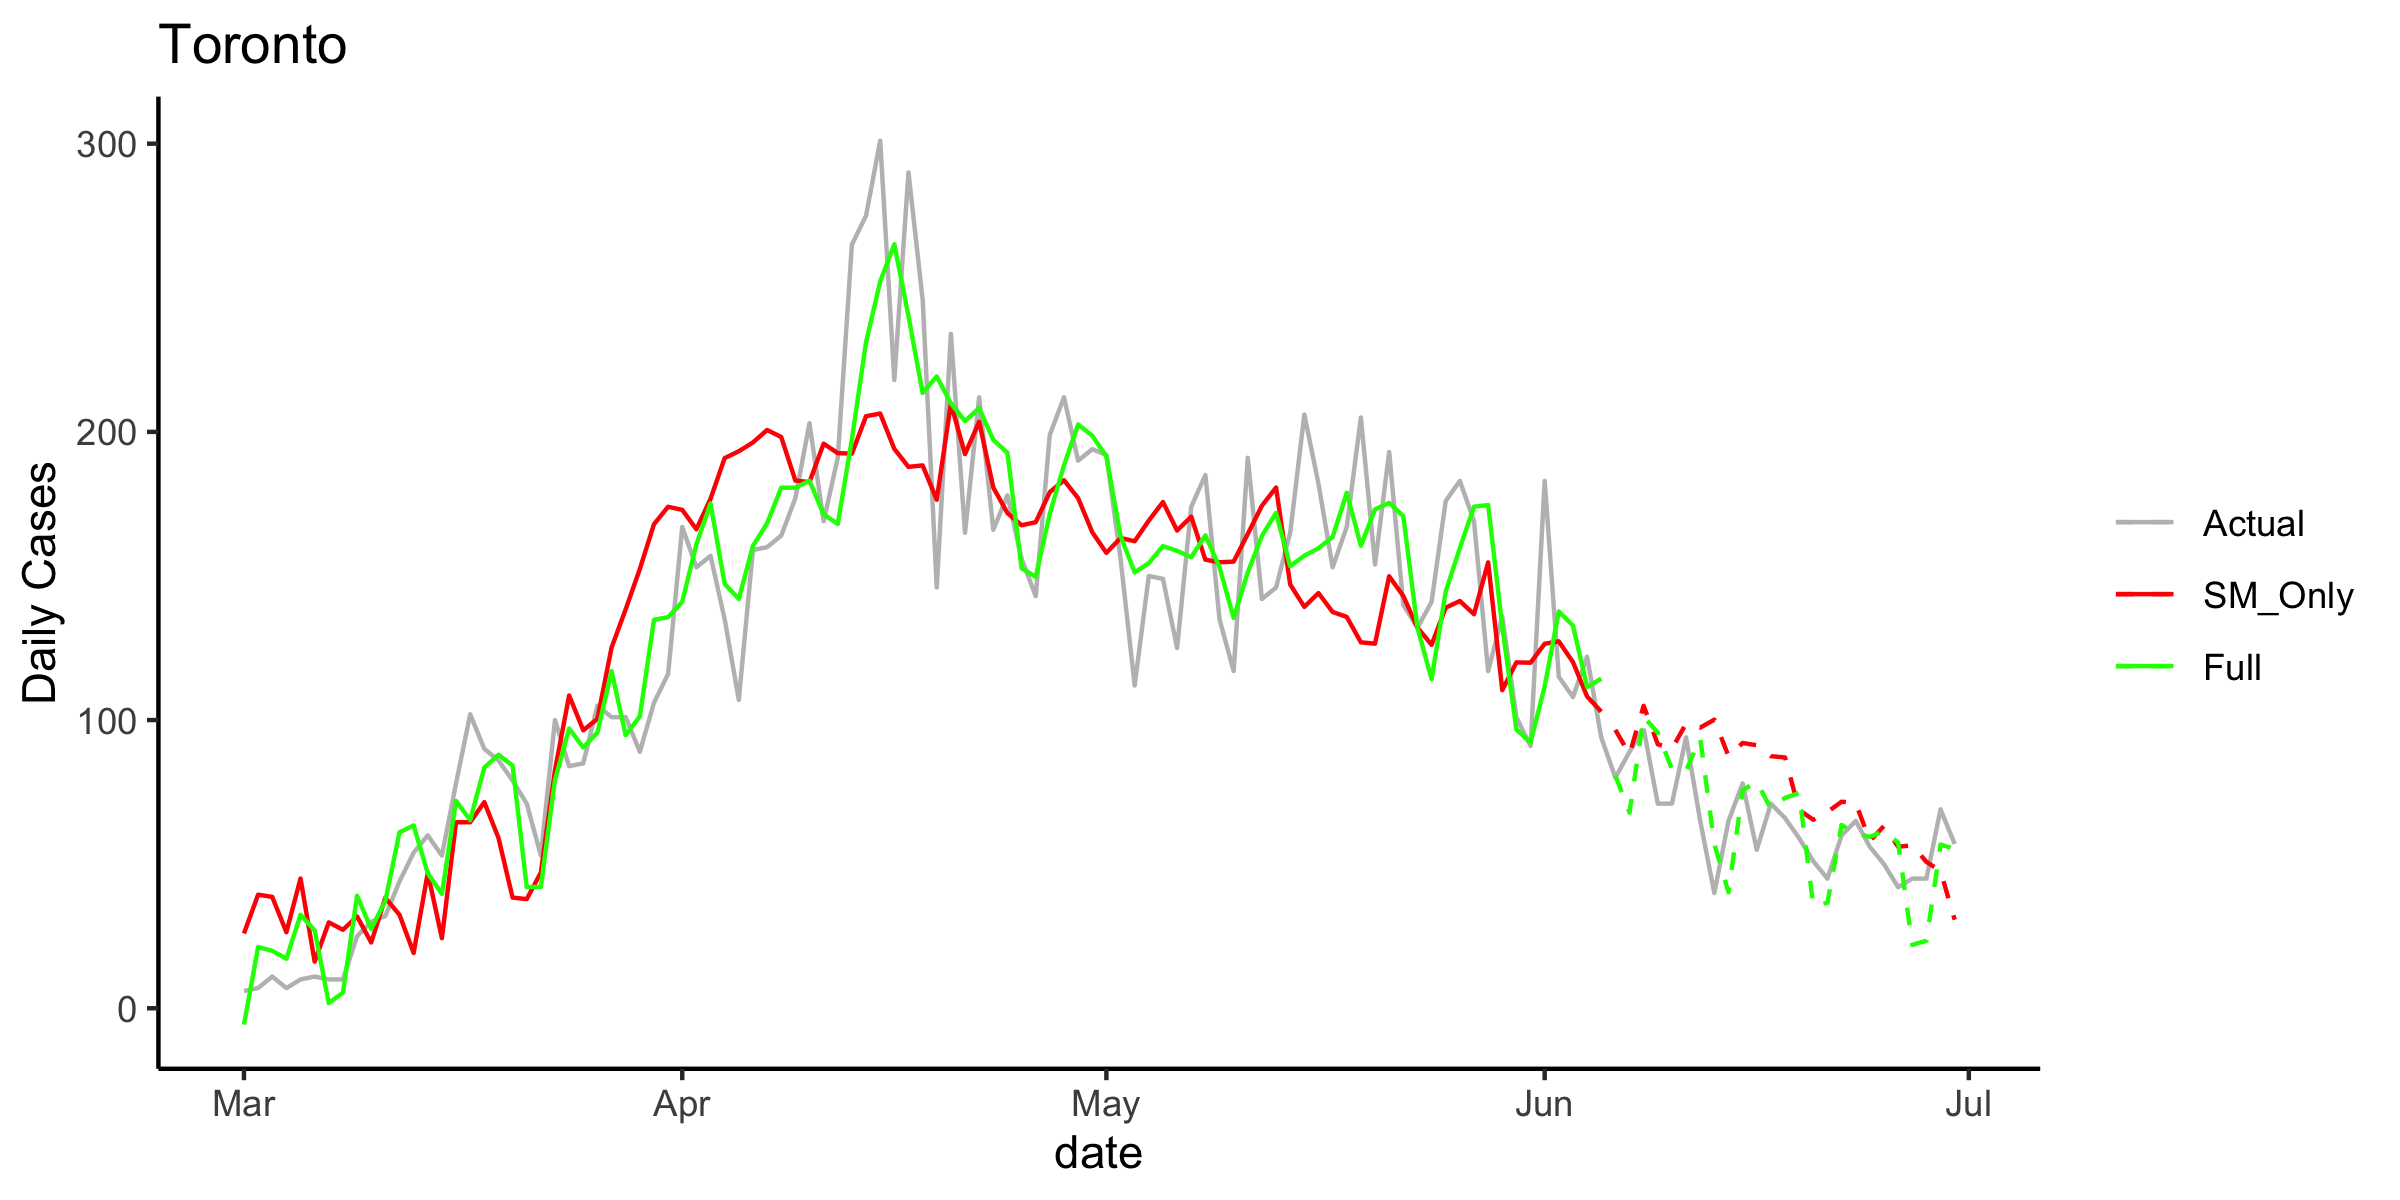 Toronto
300
200
100
0
Daily Cases
Mar Apr May Jun Jul
date
Actual
SM_Only
Full